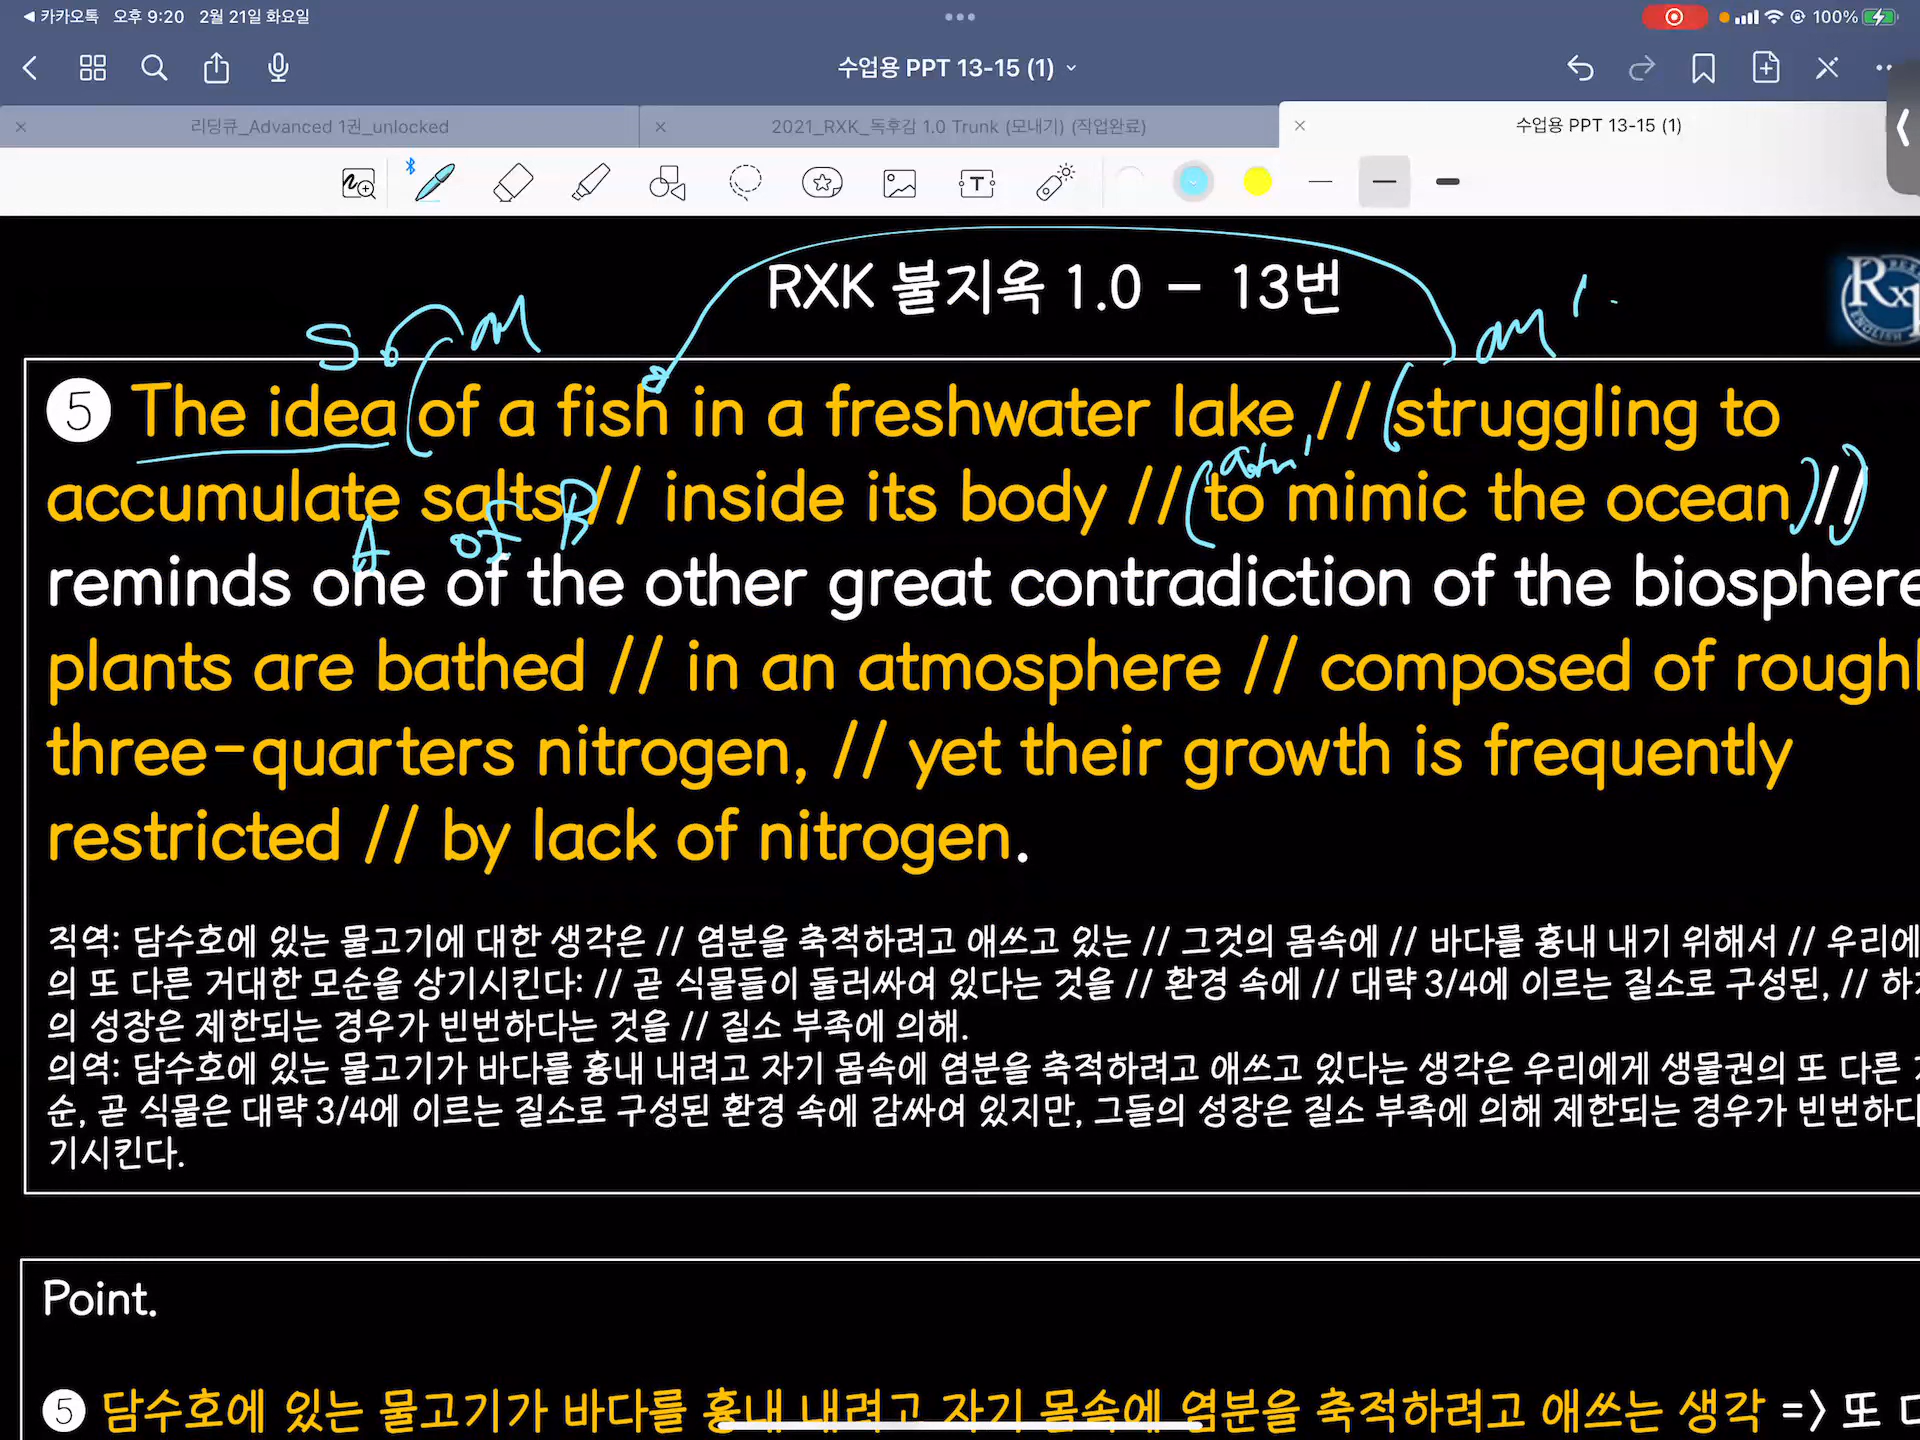 ◀ 카카오톡 오후 9:20 2월 21일 화요일 100%
수업용 PPT 13-15 (1)
리딩큐_Advanced 1권_unlocked 2021_RXK_독후감 1.0 Trunk (모내기) (작업완료) 수업용 PPT 13-15 (1)
RXK 불지옥 1.0 – 13번
S M
⑤ The idea of a fish in a freshwater lake, // struggling to
accumulate salts // inside its body // to mimic the ocean //
A of B
reminds one of the other great contradiction of the biosphere
plants are bathed // in an atmosphere // composed of
three-quarters nitrogen, // yet their growth is frequently
restricted // by lack of nitrogen.
직역: 담수호에 있는 물고기에 대한 생각은 // 염분을 축적하려고 애쓰고 있는 // 그것의 몸속에 // 바다를 흉내 내기 위해서 // 우리에
의 또 다른 거대한 모순을 상기시킨다: // 곧 식물들이 둘러싸여 있다는 것을 // 환경 속에 // 대략 3/4에 이르는 질소로 구성된, //
의 성장은 제한되는 경우가 빈번하다는 것을 // 질소 부족에 의해.
의역: 담수호에 있는 물고기가 바다를 흉내 내려고 자기 몸속에 염분을 축적하려고 애쓰고 있다는 생각은 우리에게 생물권의 또 다른
순, 곧 식물은 대략 3/4에 이르는 질소로 구성된 환경 속에 감싸여 있지만, 그들의 성장은 질소 부족에 의해 제한되는 경우가 빈번하다
기시킨다.
Point.
⑤ 담수호에 있는 물고기가 바다를 흉내 내려고 자기 몸속에 염분을 축적하려고 애쓰는 생각 => 또